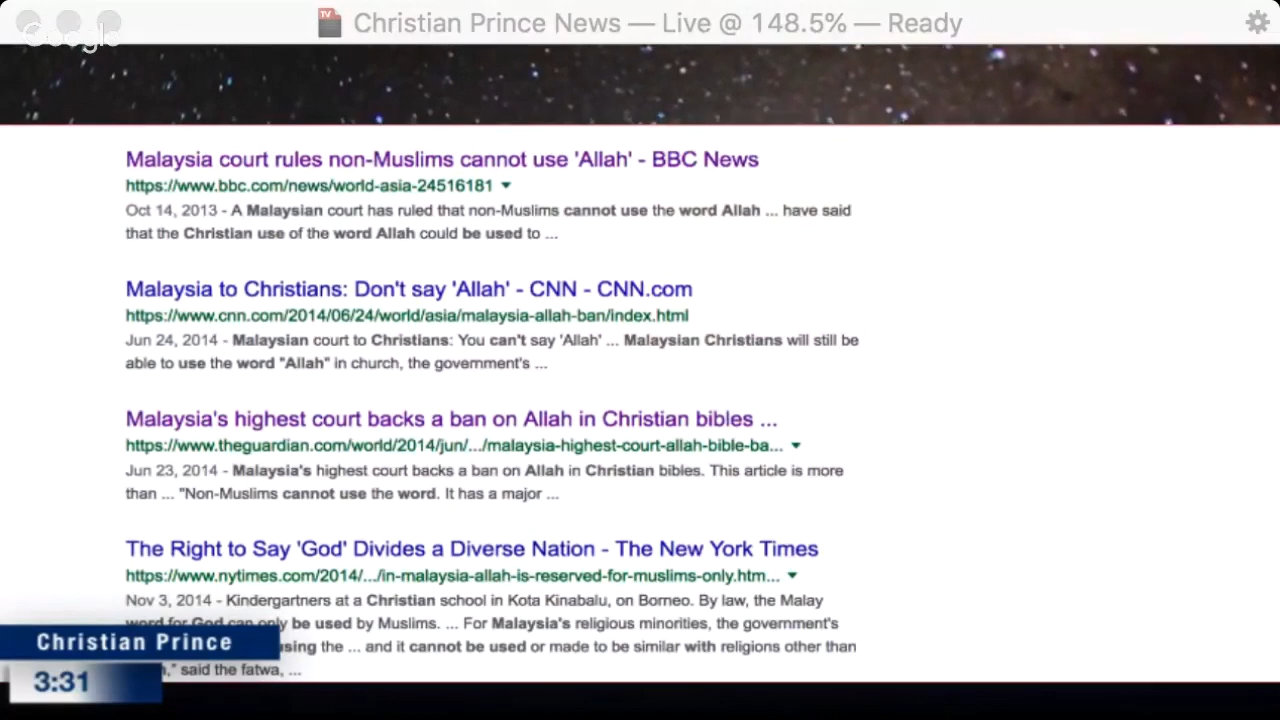 Google
TV
Christian Prince News — Live @ 148.5% — Ready
Malaysia court rules non-Muslims cannot use 'Allah' - BBC News
https://www.bbc.com/news/world-asia-24516181
Oct 14, 2013 - A Malaysian court has ruled that non-Muslims cannot use the word Allah ... have said
that the Christian use of the word Allah could be used to ...
Malaysia to Christians: Don't say 'Allah' - CNN - CNN.com
https://www.cnn.com/2014/06/24/world/asia/malaysia-allah-ban/index.html
Jun 24, 2014 - Malaysian court to Christians: You can't say 'Allah' ... Malaysian Christians will still be
able to use the word "Allah" in church, the government's ...
Malaysia's highest court backs a ban on Allah in Christian bibles ...
https://www.theguardian.com/world/2014/jun/.../malaysia-highest-court-allah-bible-ba...
Jun 23, 2014 - Malaysia's highest court backs a ban on Allah in Christian bibles. This article is more
than ... "Non-Muslims cannot use the word. It has a major ...
The Right to Say 'God' Divides a Diverse Nation - The New York Times
https://www.nytimes.com/2014/.../in-malaysia-allah-is-reserved-for-muslims-only.htm...
Nov 3, 2014 - Kindergartners at a Christian school in Kota Kinabalu, on Borneo. By law, the Malay
word for God can only be used by Muslims. ... For Malaysia's religious minorities, the government's
using the ... and it cannot be used or made to be similar with religions other than
," said the fatwa, ...
Christian Prince
3:31